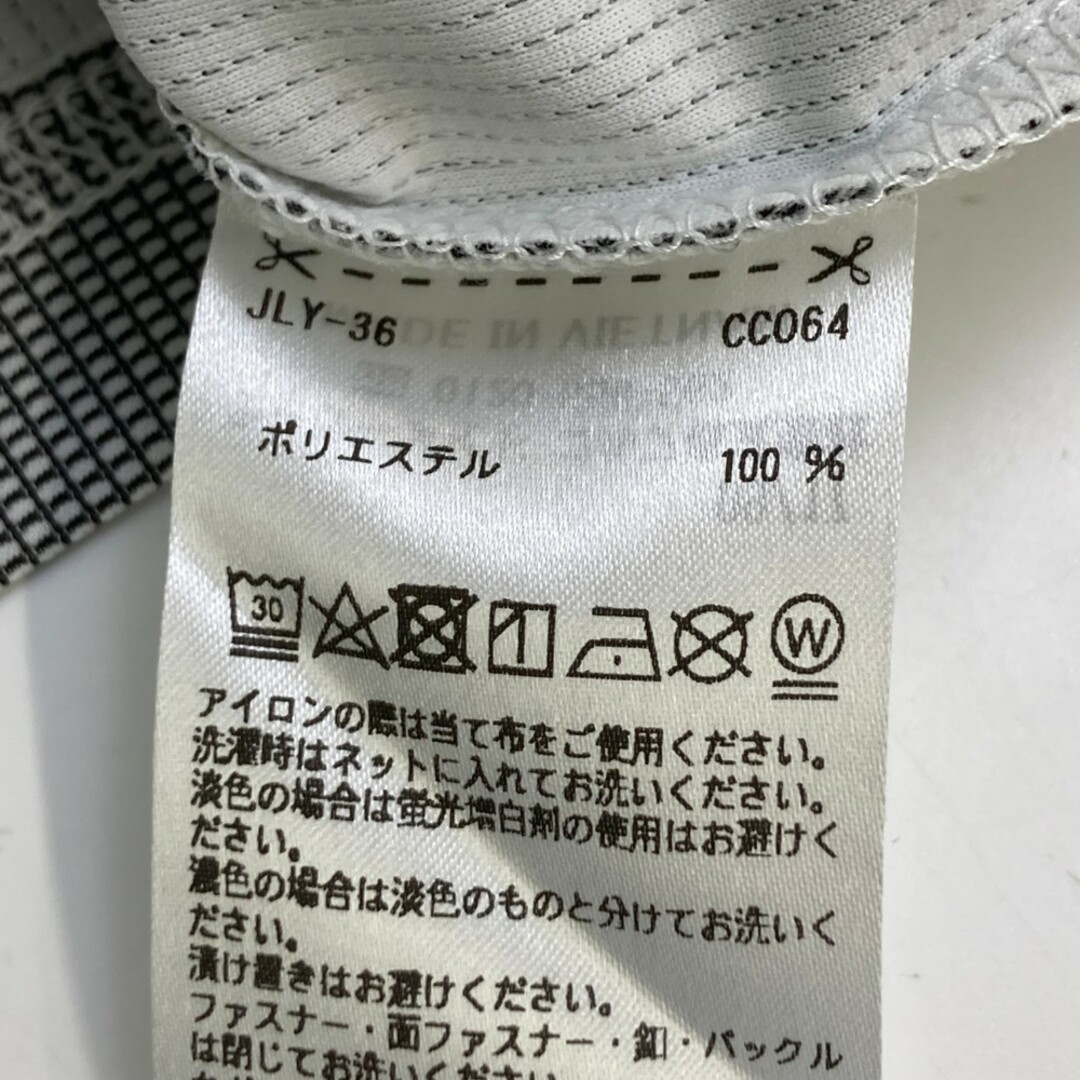 JLY-36 CC064
ポリエステル 100 %
30 W
アイロンの際は当て布をご使用ください。
洗濯時はネットに入れてお洗いください。
淡色の場合は蛍光増白剤の使用はお避けく
ださい。
濃色の場合は淡色のものと分けてお洗いく
ださい。
漬け置きはお避けください。
ファスナー・面ファスナー・釦・バックル
は閉じてお洗いください